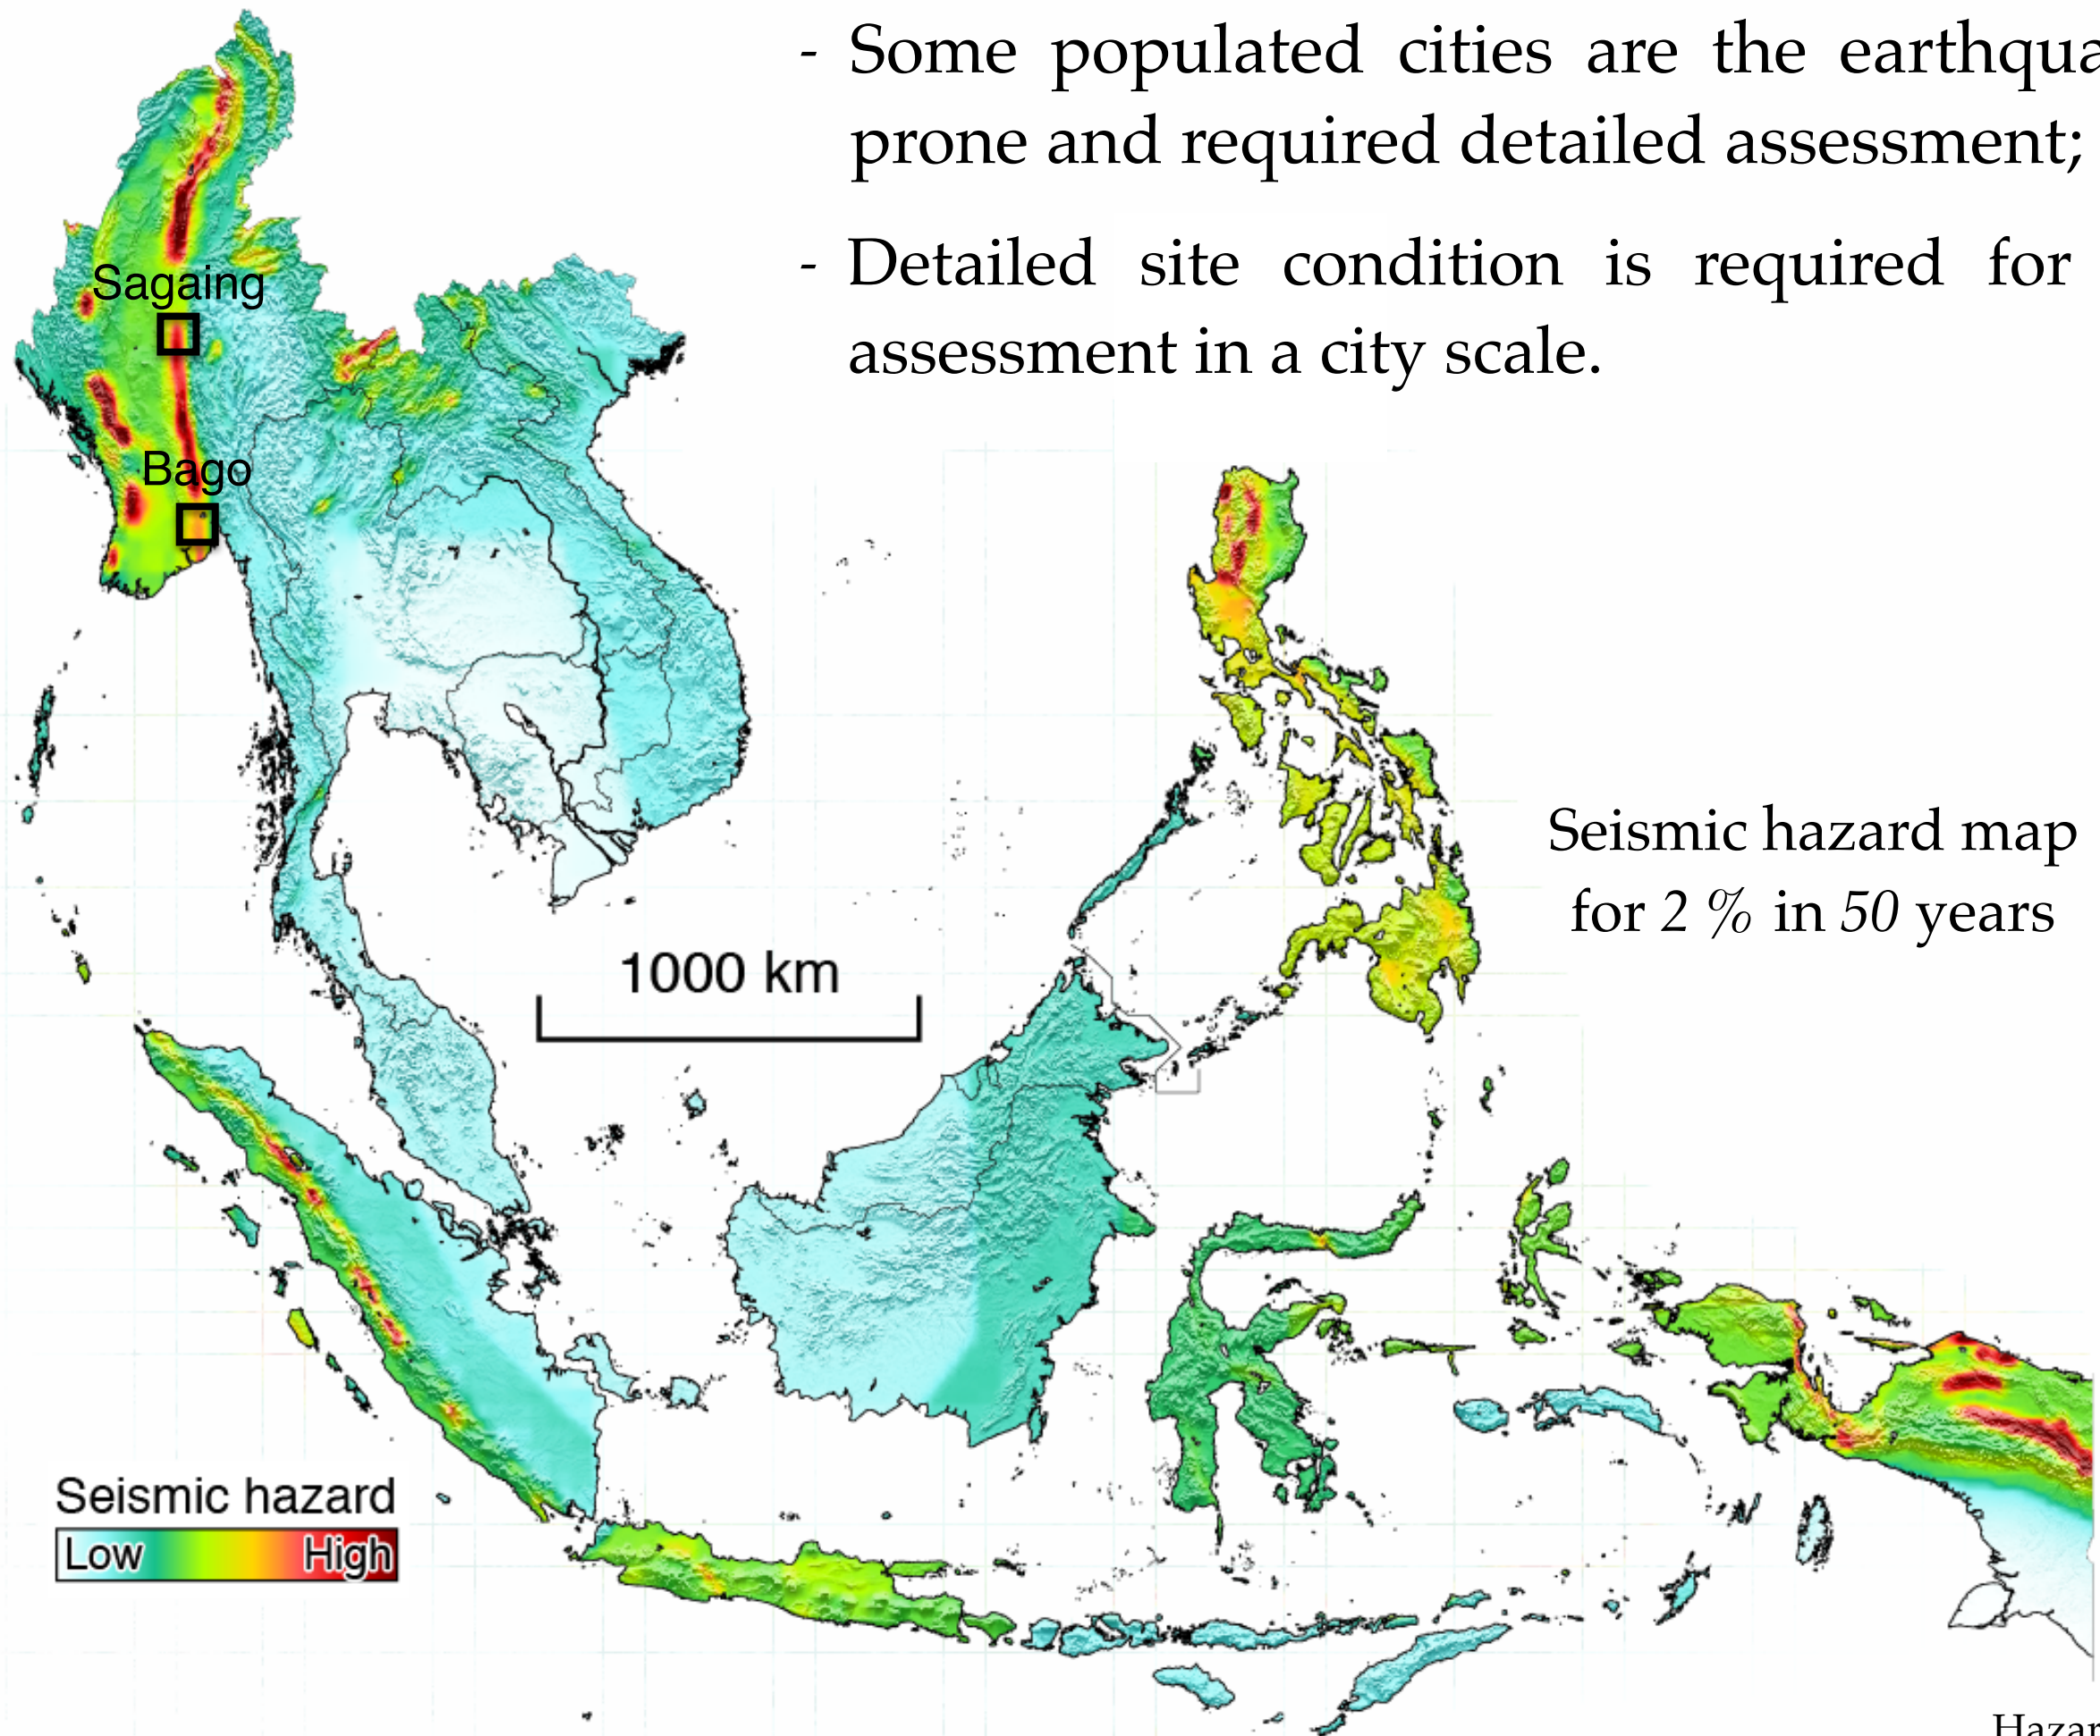 - Some populated cities are the
prone and required detailed assessment;
- Detailed site condition is required for
assessment in a city scale.
Sagaing
Bago
Seismic hazard map
for 2 % in 50 years
1000 km
Seismic hazard
Low High